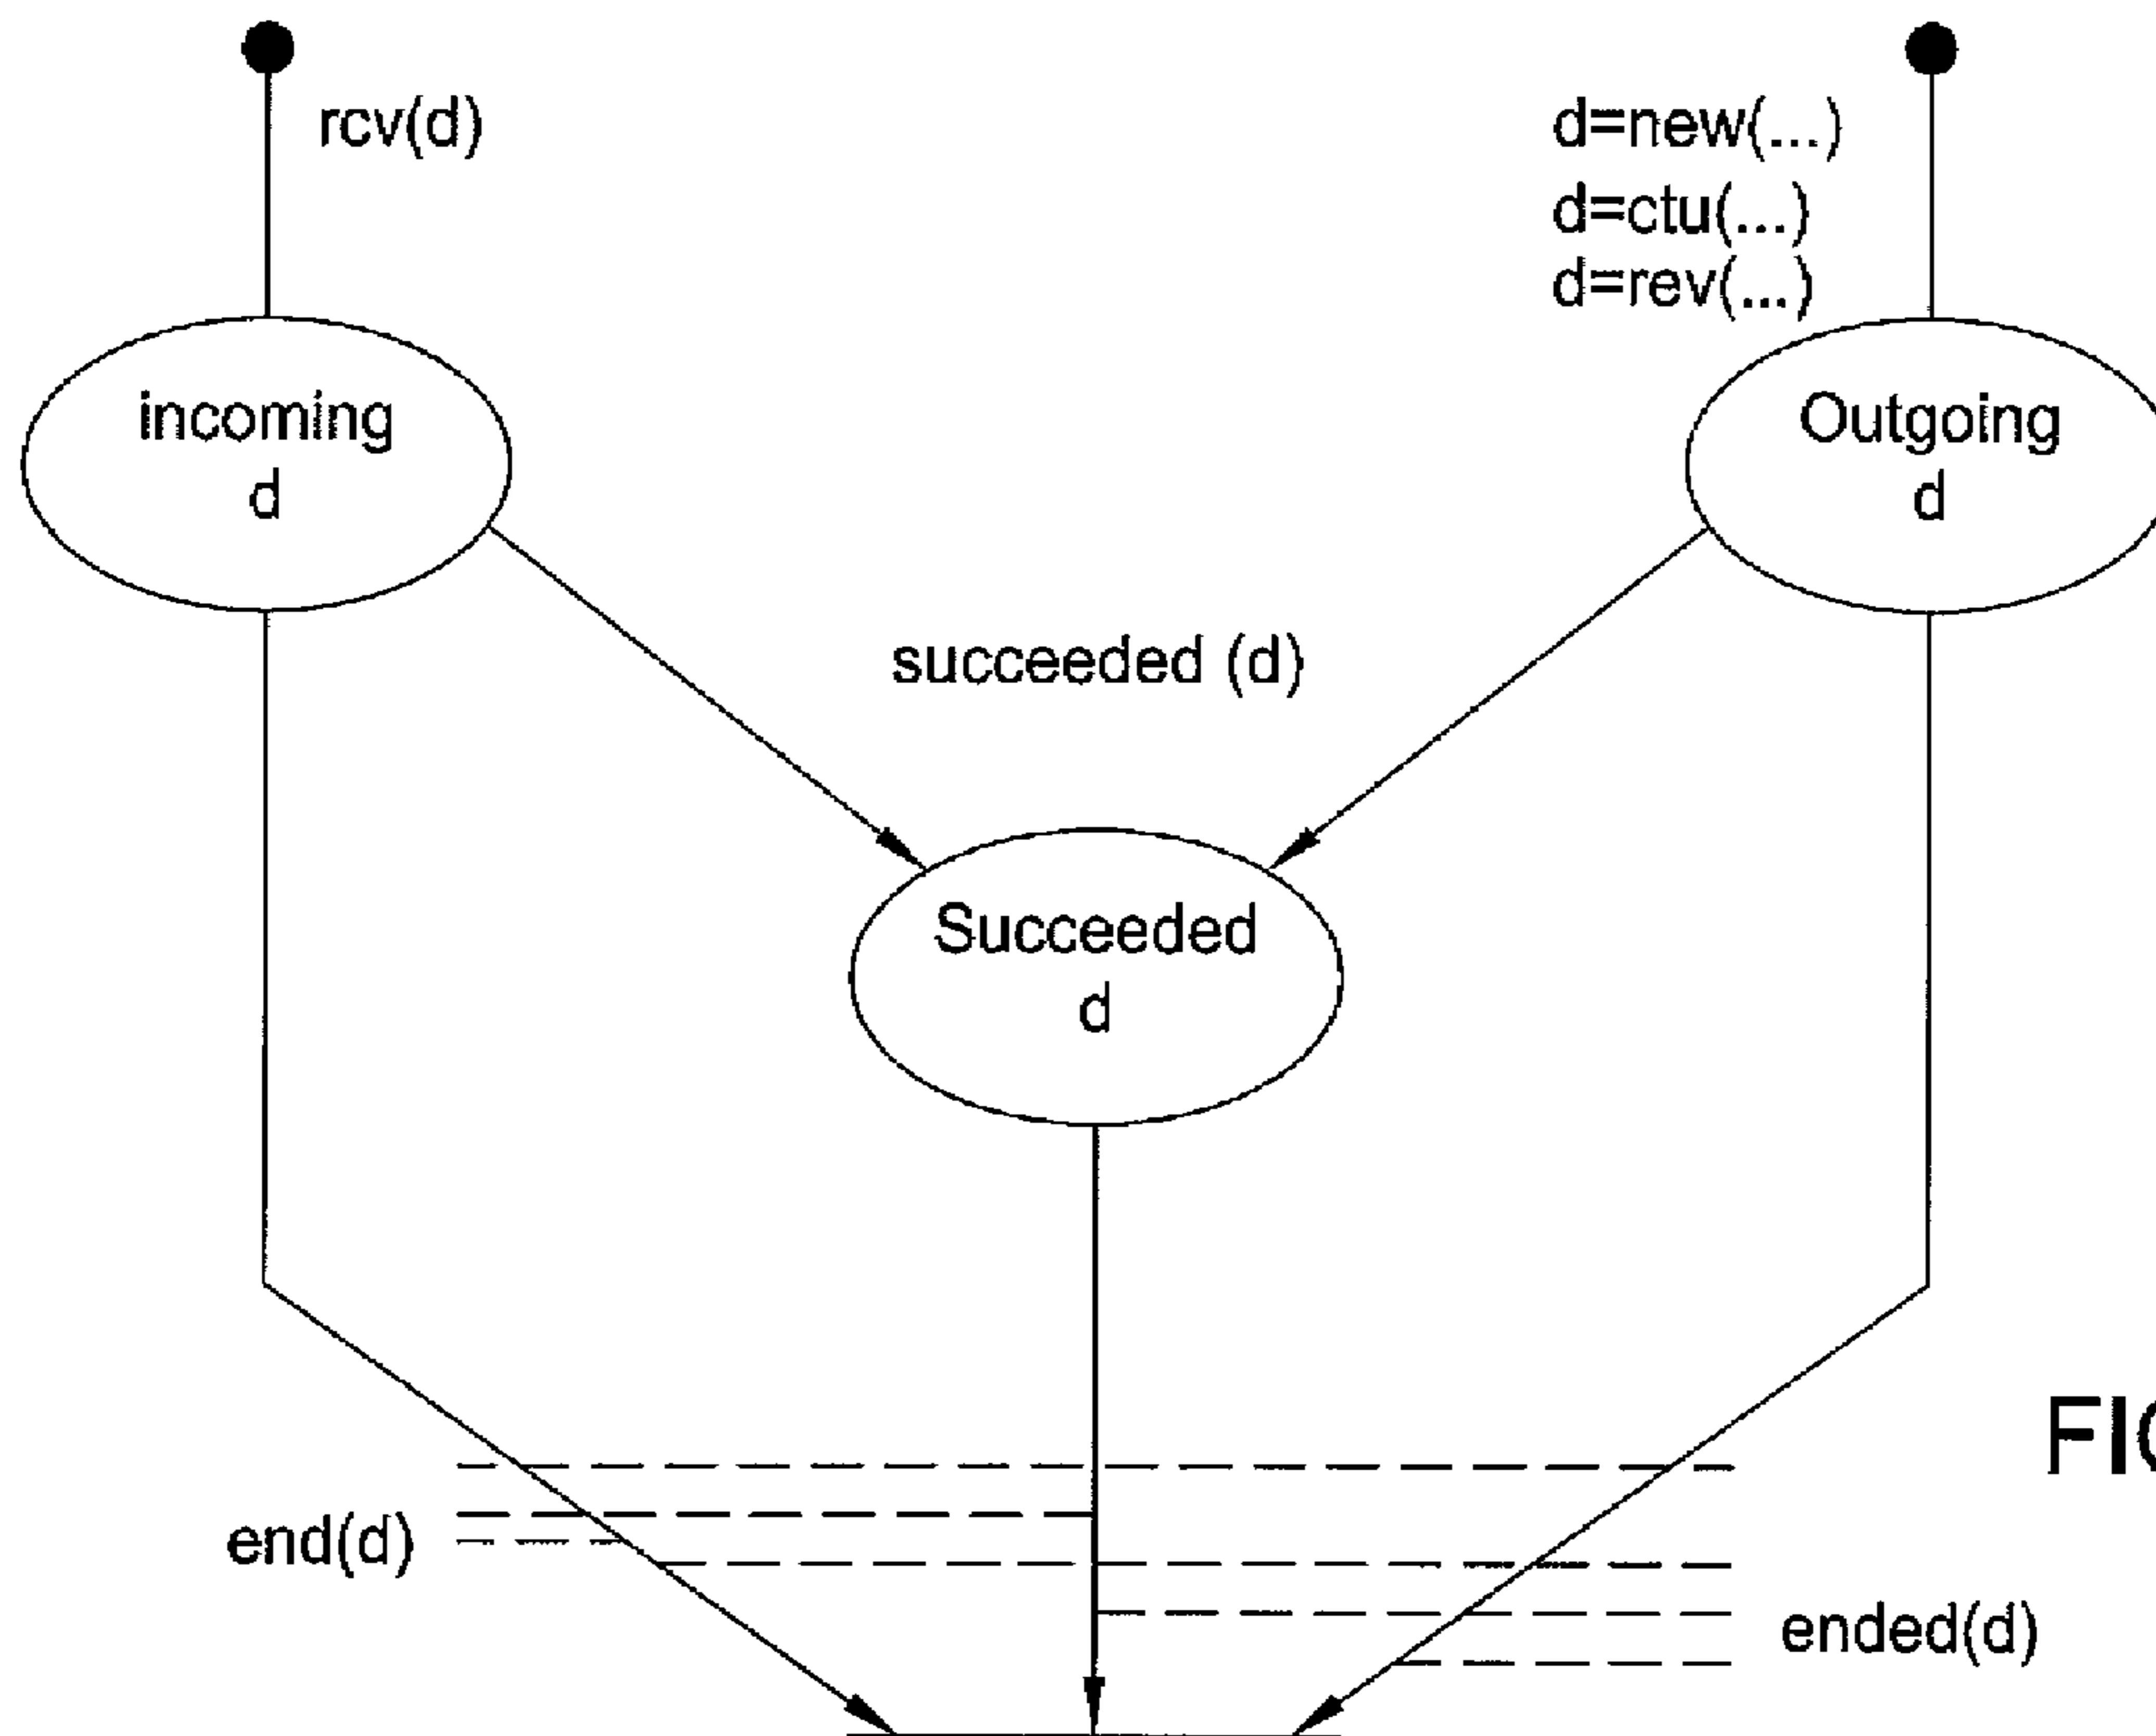 rcv(d)
d=new(...)
d=ctu(...)
d=rev(...)
incoming
d
Outgoing
d
succeeded (d)
Succeeded
d
end(d)
ended(d)